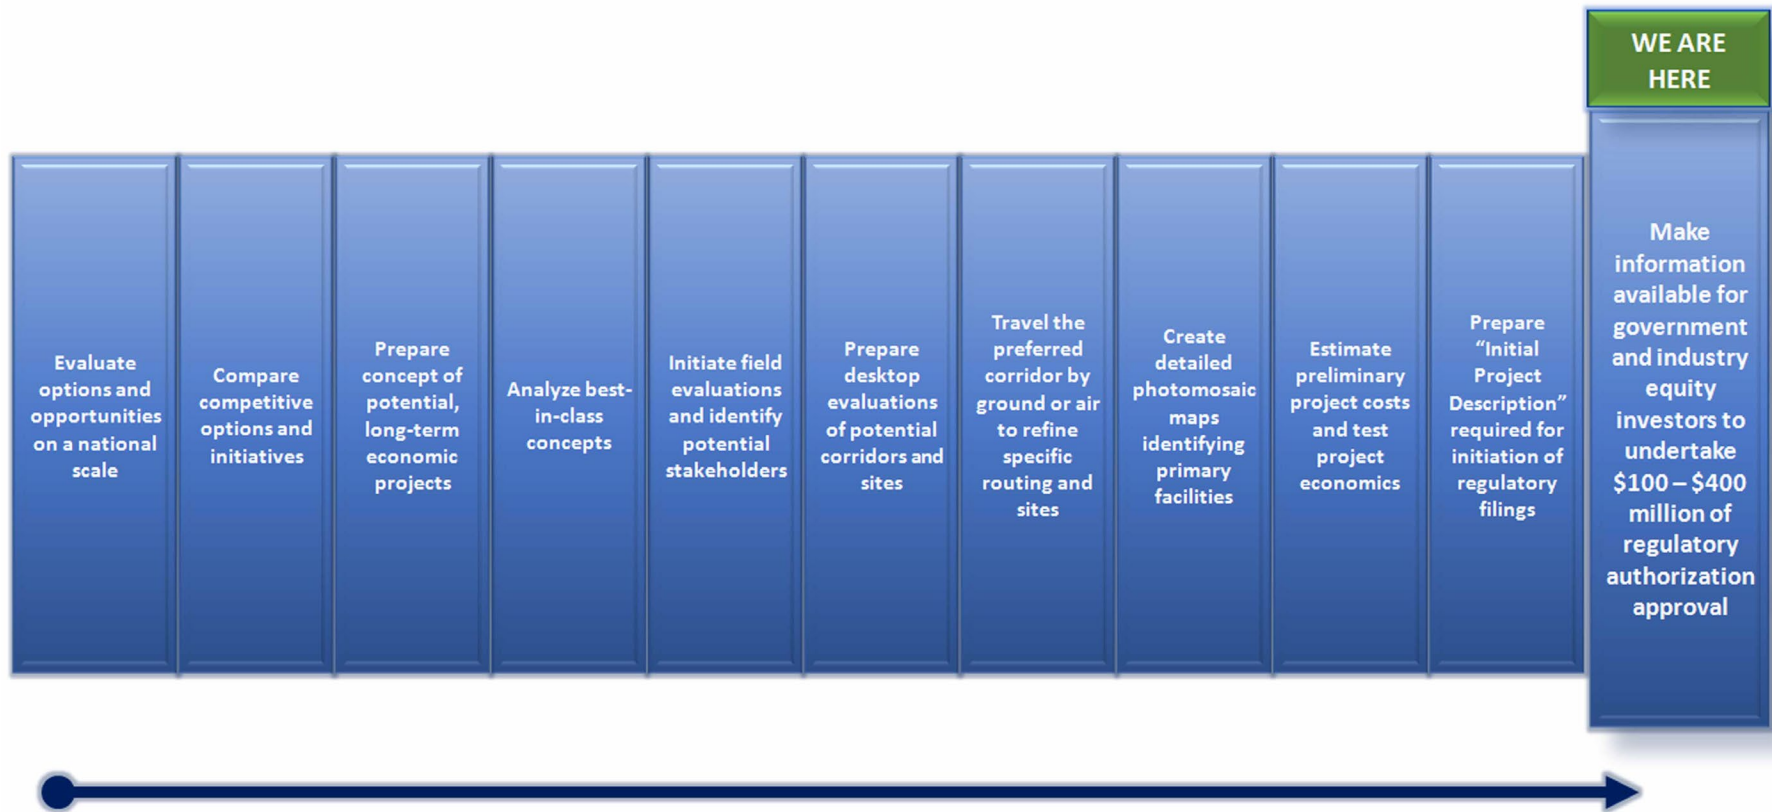 WE ARE
HERE
Evaluate
options and
opportunities
on a national
scale
Compare
competitive
options and
initiatives
Prepare
concept of
potential,
long-term
economic
projects
Analyze best-
in-class
concepts
Initiate field
evaluations
and identify
potential
stakeholders
Prepare
desktop
evaluations
of potential
corridors and
sites
Travel the
preferred
corridor by
ground or air
to refine
specific
routing and
sites
Create
detailed
photomosaic
maps
identifying
primary
facilities
Estimate
preliminary
project costs
and test
project
economics
Prepare
“Initial
Project
Description”
required for
initiation of
regulatory
filings
Make
information
available for
government
and industry
equity
investors to
undertake
$100 – $400
million of
regulatory
authorization
approval